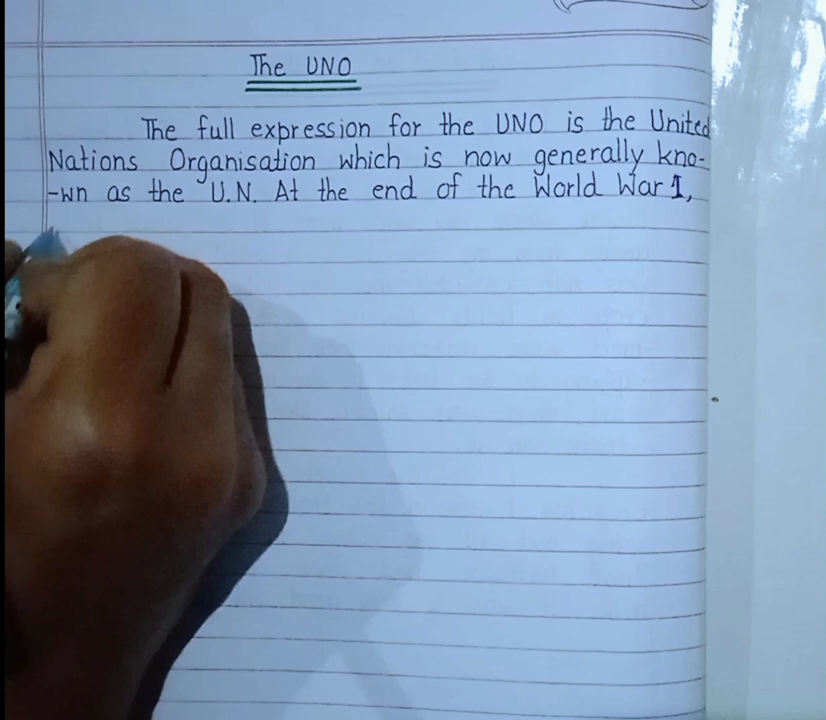 The UNO
The full expression for the UNO is the United
Nations Organisation which is now generally kno-
-wn as the U.N. At the end of the World War I,